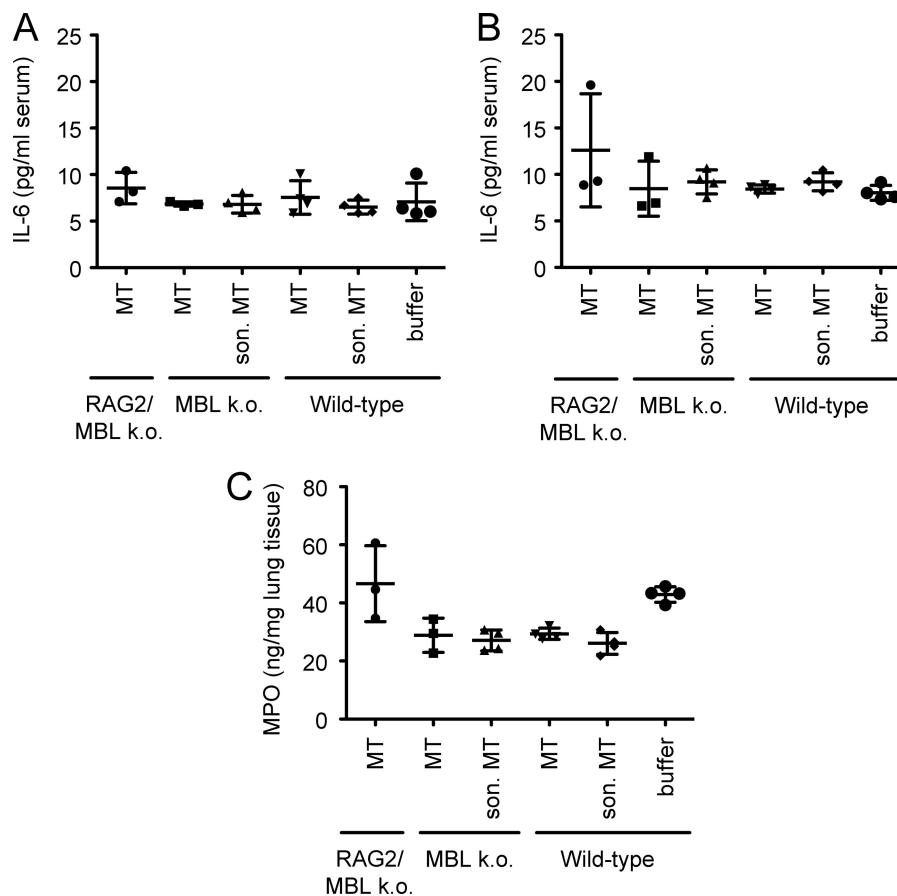 A
IL-6 (pg/ml serum)
25
20
15
10
5
0
MT
MT
son. MT
MT
son. MT
buffer
RAG2/
MBL k.o.
MBL k.o.
Wild-type
B
IL-6 (pg/ml serum)
25
20
15
10
5
0
MT
MT
son. MT
MT
son. MT
buffer
RAG2/
MBL k.o.
MBL k.o.
Wild-type
C
MPO (ng/mg lung tissue)
80
60
40
20
0
MT
MT
son. MT
MT
son. MT
buffer
RAG2/
MBL k.o.
MBL k.o.
Wild-type